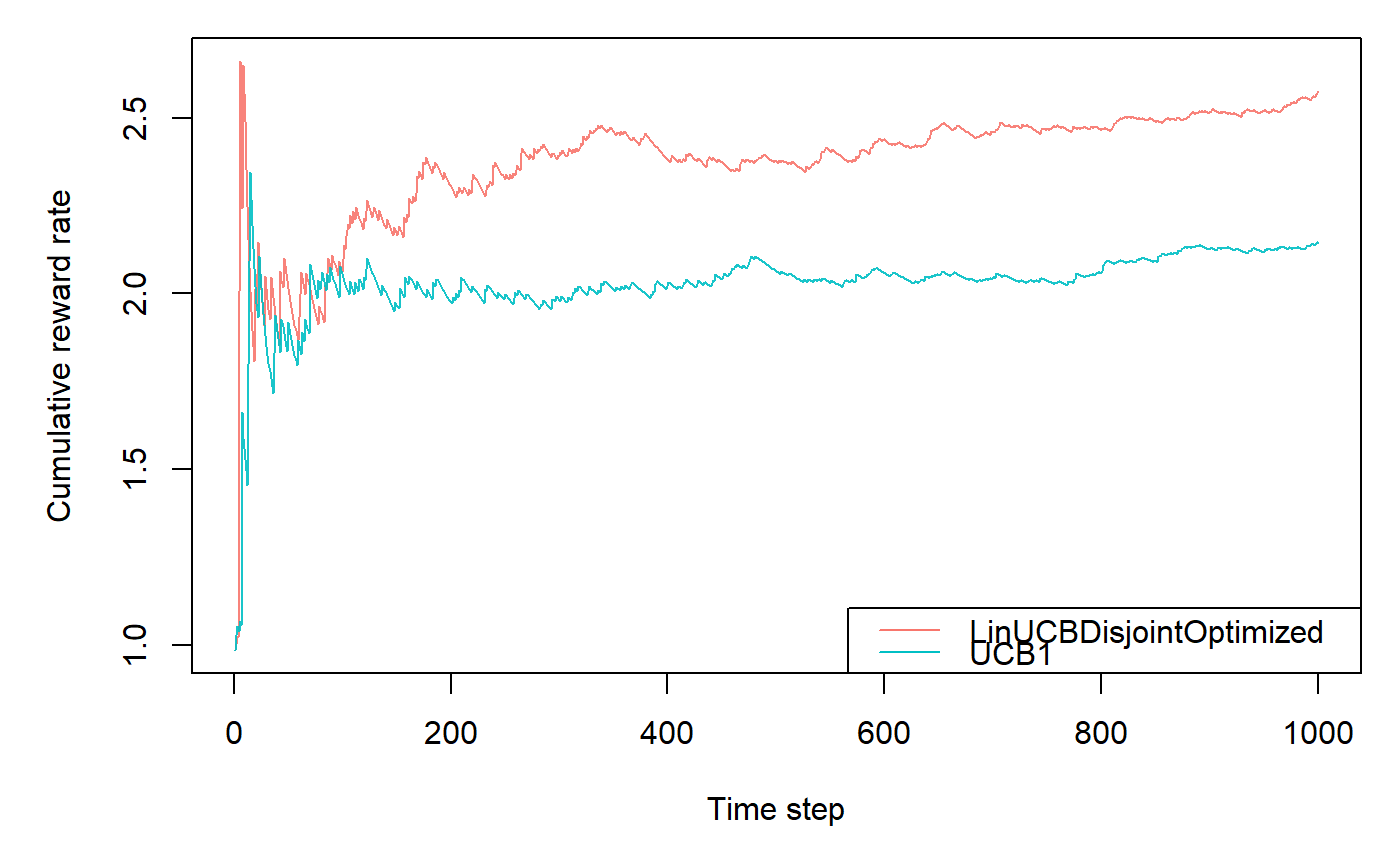 Cumulative reward rate
2.5
2.0
1.5
1.0
LinUCBDisjointOptimized
UCB1
0 200 400 600 800 1000
Time step